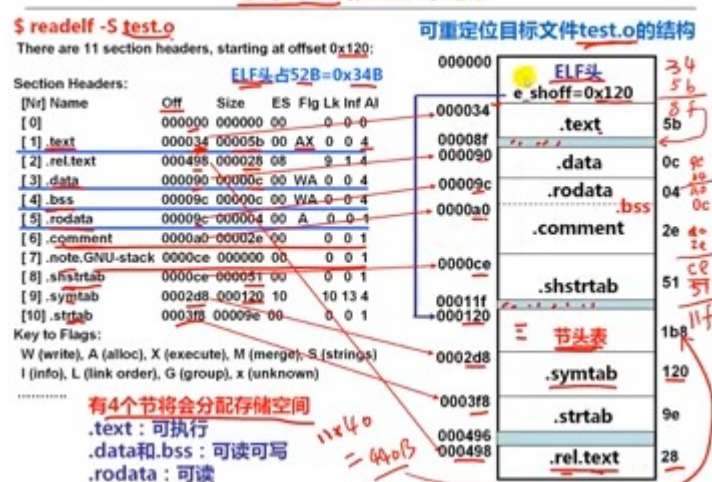 $ readelf -S test.o
There are 11 section headers, starting at offset 0x120:
Section Headers:
ELF头占52B=0x34B
[Nr] Name Off Size ES Flg Lk Inf Al
[ 0] 000000 000000 00 0 0 0
[ 1] .text 000034 00005b 00 AX 0 0 4
[ 2] .rel.text 000498 000028 08 9 1 4
[ 3] .data 000090 00000c 00 WA 0 0 4
[ 4] .bss 00009c 00000c 00 WA 0 0 4
[ 5] .rodata 00009c 000004 00 A 0 0 1
[ 6] .comment 0000a0 00002e 00 0 0 1
[ 7] .note.GNU-stack 0000ce 000000 00 0 0 1
[ 8] .shstrtab 0000ce 000051 00 0 0 1
[ 9] .symtab 0002d8 000120 10 10 13 4
[10] .strtab 0003f8 00009e 00 0 0 1
Key to Flags:
W (write), A (alloc), X (execute), M (merge), S (strings)
I (info), L (link order), G (group), x (unknown)
............
有4个节将会分配存储空间
.text：可执行
.data和.bss：可读可写
.rodata：可读
11x40
=440B
可重定位目标文件test.o的结构
000000
ELF头
e_shoff=0x120
34
5b
8f
000034
.text
5b
00008f
000090
.data
0c
00009c
.rodata
04
.bss
0c
0000a0
.comment
2e
0000ce
.shstrtab
51
ce
51
11f
00011f
000120
节头表
1b8
0002d8
.symtab
120
0003f8
.strtab
9e
000496
000498
.rel.text
28